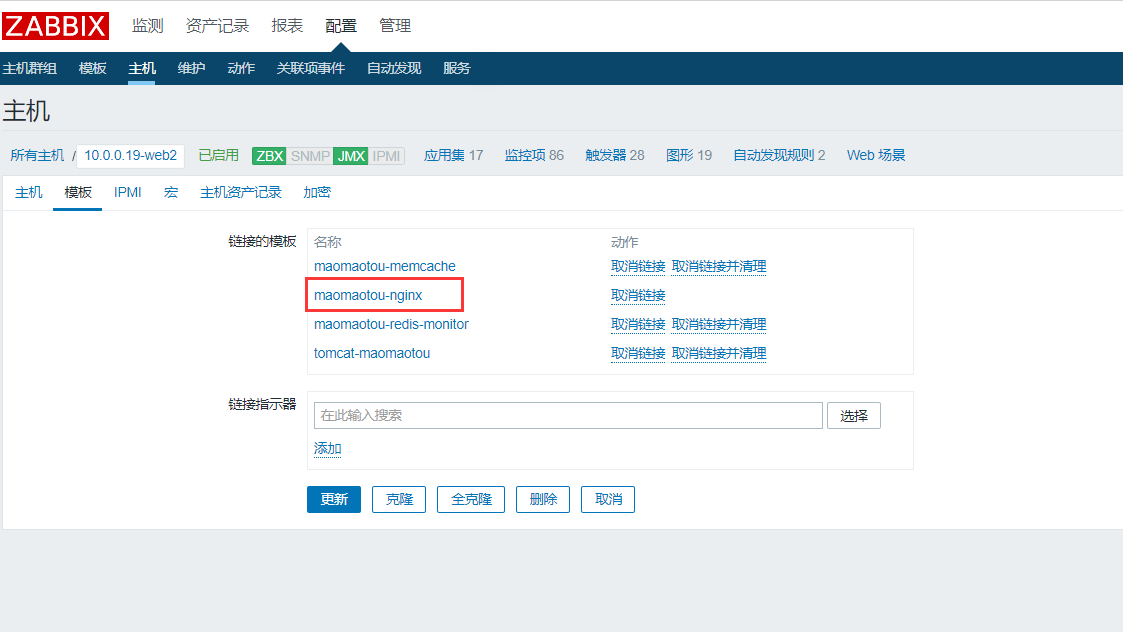 ZABBIX 监测 资产记录 报表 配置 管理
主机群组 模板 主机 维护 动作 关联项事件 自动发现 服务
主机
所有主机 / 10.0.0.19-web2 已启用 ZBX SNMP JMX IPMI 应用集 17 监控项 86 触发器 28 图形 19 自动发现规则 2 Web 场景
主机 模板 IPMI 宏 主机资产记录 加密
链接的模板 名称 动作
maomaotou-memcache 取消链接 取消链接并清理
maomaotou-nginx 取消链接
maomaotou-redis-monitor 取消链接 取消链接并清理
tomcat-maomaotou 取消链接 取消链接并清理
链接指示器
在此输入搜索 选择
添加
更新 克隆 全克隆 删除 取消